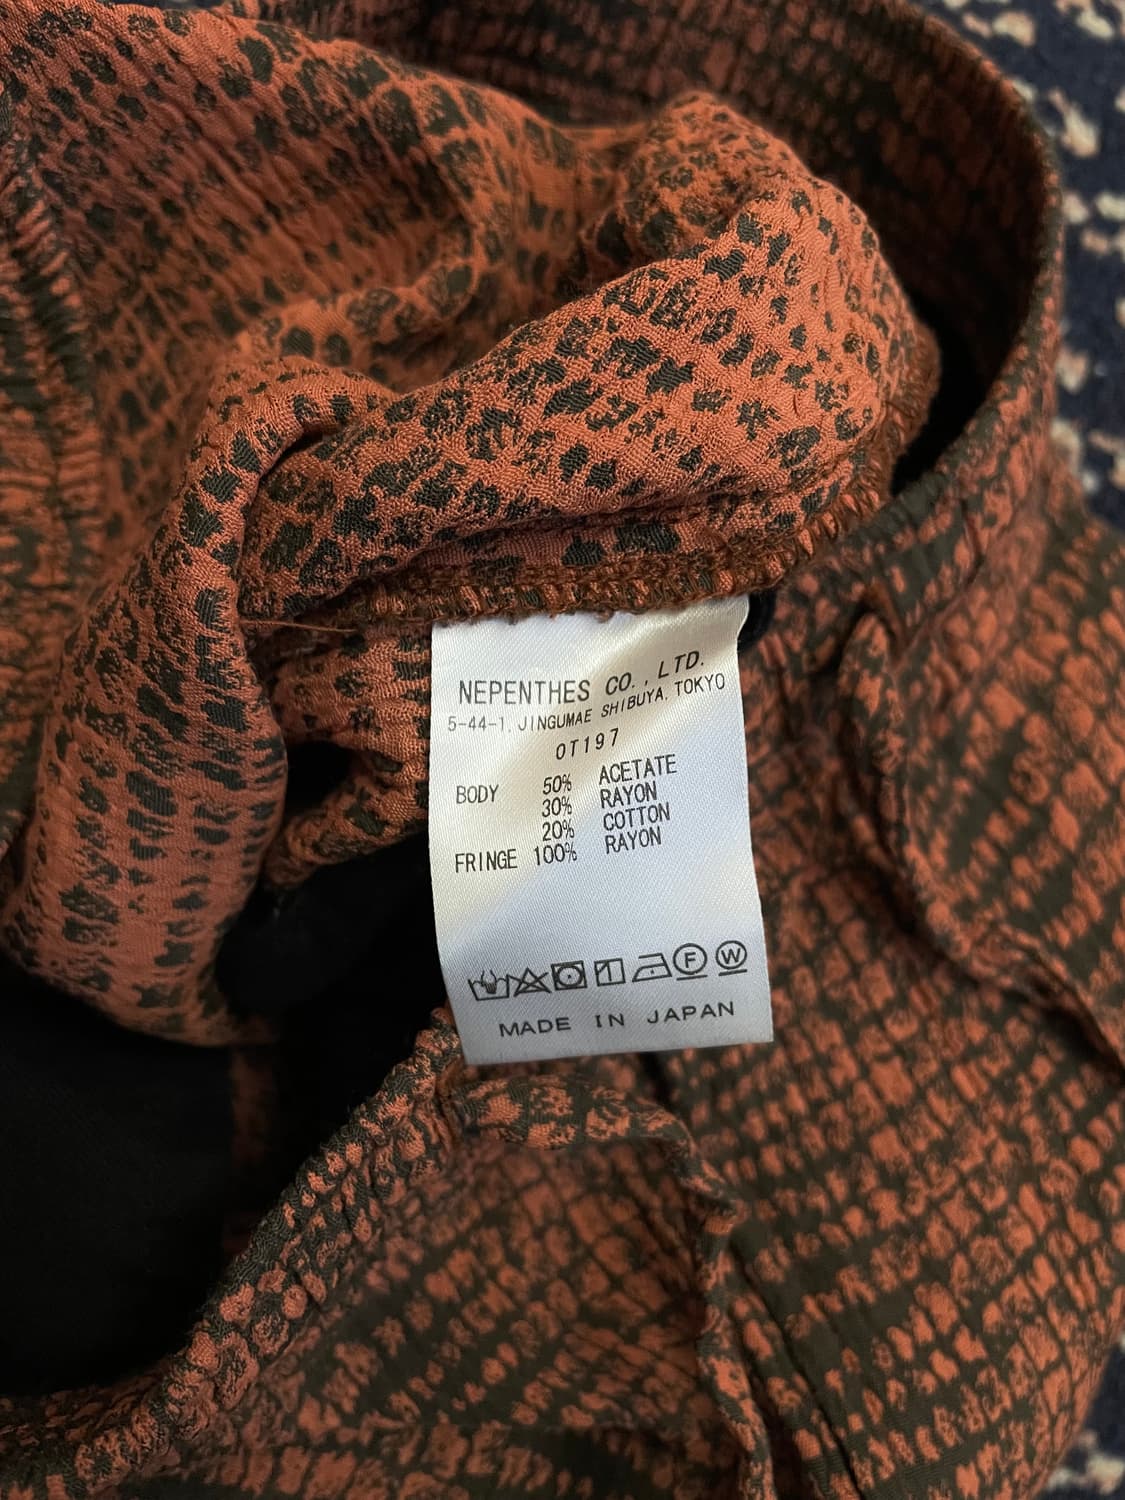 NEPENTHES CO., LTD.
5-44-1, JINGUMAE SHIBUYA, TOKYO
OT197
BODY 50% ACETATE
30% RAYON
20% COTTON
FRINGE 100% RAYON
F W
MADE IN JAPAN